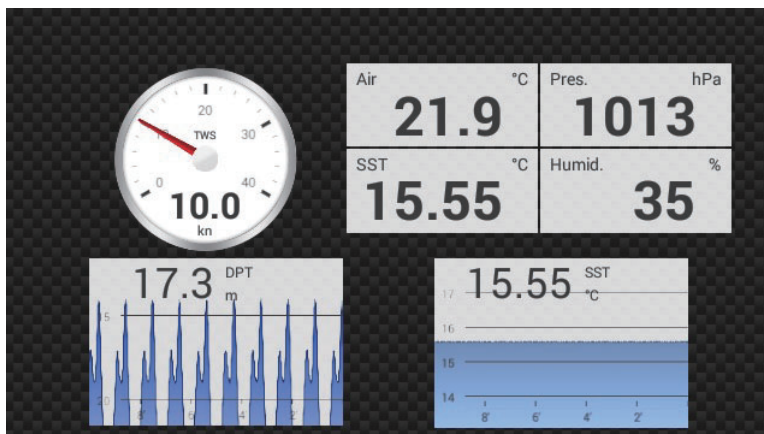 20
10
TWS
30
0
40
10.0
kn
Air °C
21.9
Pres. hPa
1013
SST °C
15.55
Humid. %
35
17.3 DPT
m
15
20
8' 6' 4' 2'
15.55 SST
°C
17
16
15
14
8' 6' 4' 2'